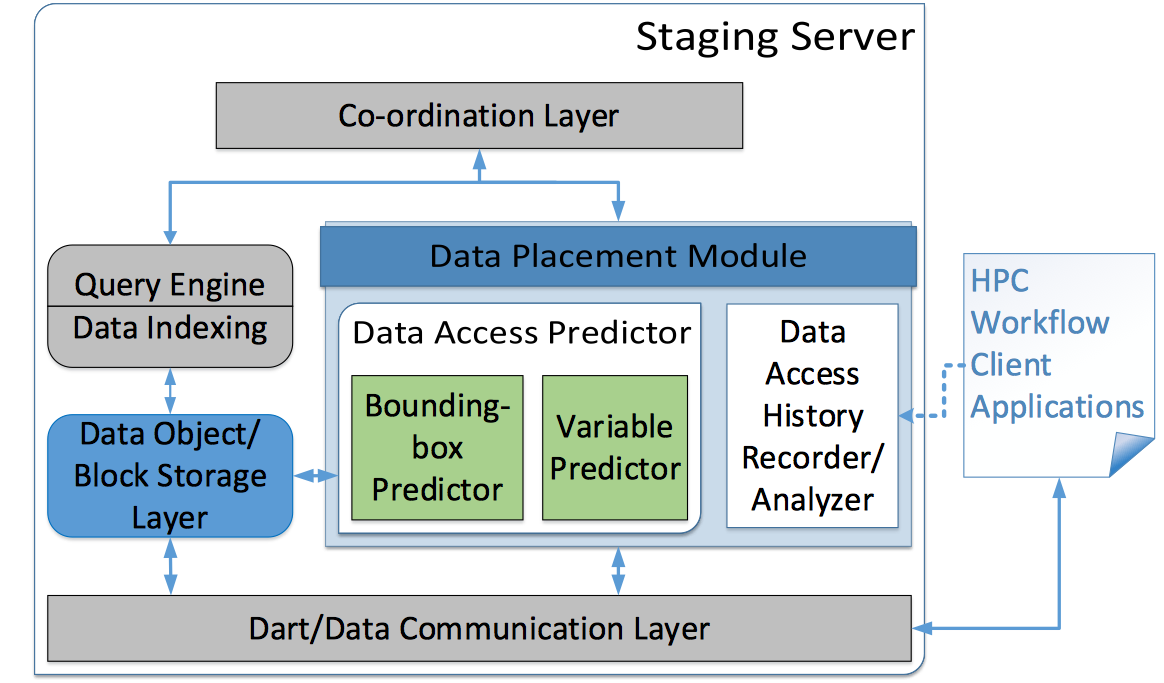 Staging Server
Co-ordination Layer
Query Engine
Data Indexing
Data Object/
Block Storage
Layer
Data Placement Module
Data Access Predictor
Bounding-
box
Predictor
Variable
Predictor
Data
Access
History
Recorder/
Analyzer
HPC
Workflow
Client
Applications
Dart/Data Communication Layer